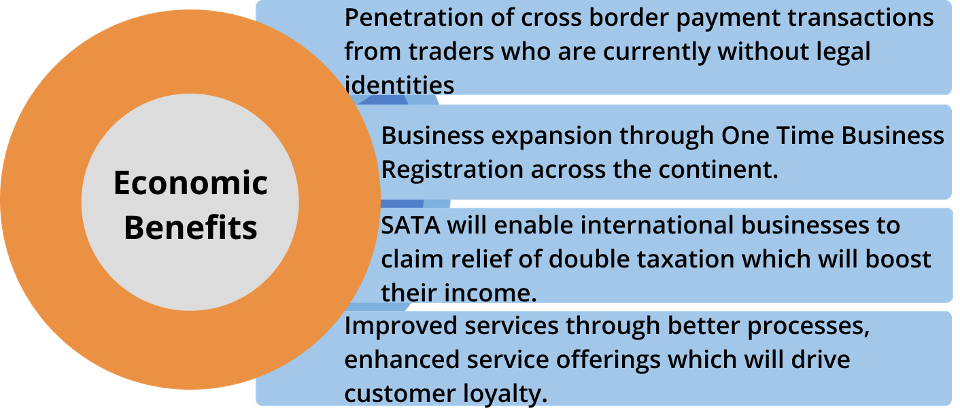 Economic
Benefits
Penetration of cross border payment transactions
from traders who are currently without legal
identities
Business expansion through One Time Business
Registration across the continent.
SATA will enable international businesses to
claim relief of double taxation which will boost
their income.
Improved services through better processes,
enhanced service offerings which will drive
customer loyalty.